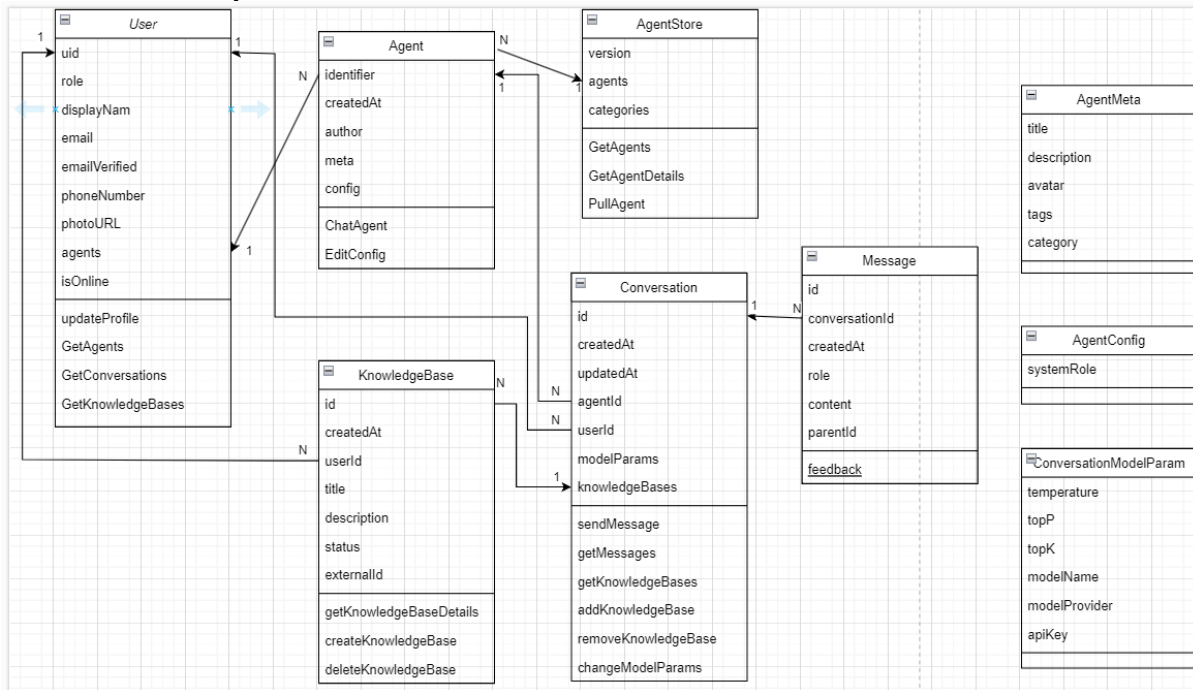 User
uid
role
displayNam
email
emailVerified
phoneNumber
photoURL
agents
isOnline
updateProfile
GetAgents
GetConversations
GetKnowledgeBases
1
1
1
Agent
identifier
createdAt
author
meta
config
ChatAgent
EditConfig
N
N
1
AgentStore
version
agents
categories
GetAgents
GetAgentDetails
PullAgent
1
KnowledgeBase
id
createdAt
userId
title
description
status
externalId
getKnowledgeBaseDetails
createKnowledgeBase
deleteKnowledgeBase
N
N
Conversation
id
createdAt
updatedAt
agentId
userId
modelParams
knowledgeBases
sendMessage
getMessages
getKnowledgeBases
addKnowledgeBase
removeKnowledgeBase
changeModelParams
N
N
1
1
N
Message
id
conversationId
createdAt
role
content
parentId
feedback
AgentMeta
title
description
avatar
tags
category
AgentConfig
systemRole
ConversationModelParam
temperature
topP
topK
modelName
modelProvider
apiKey